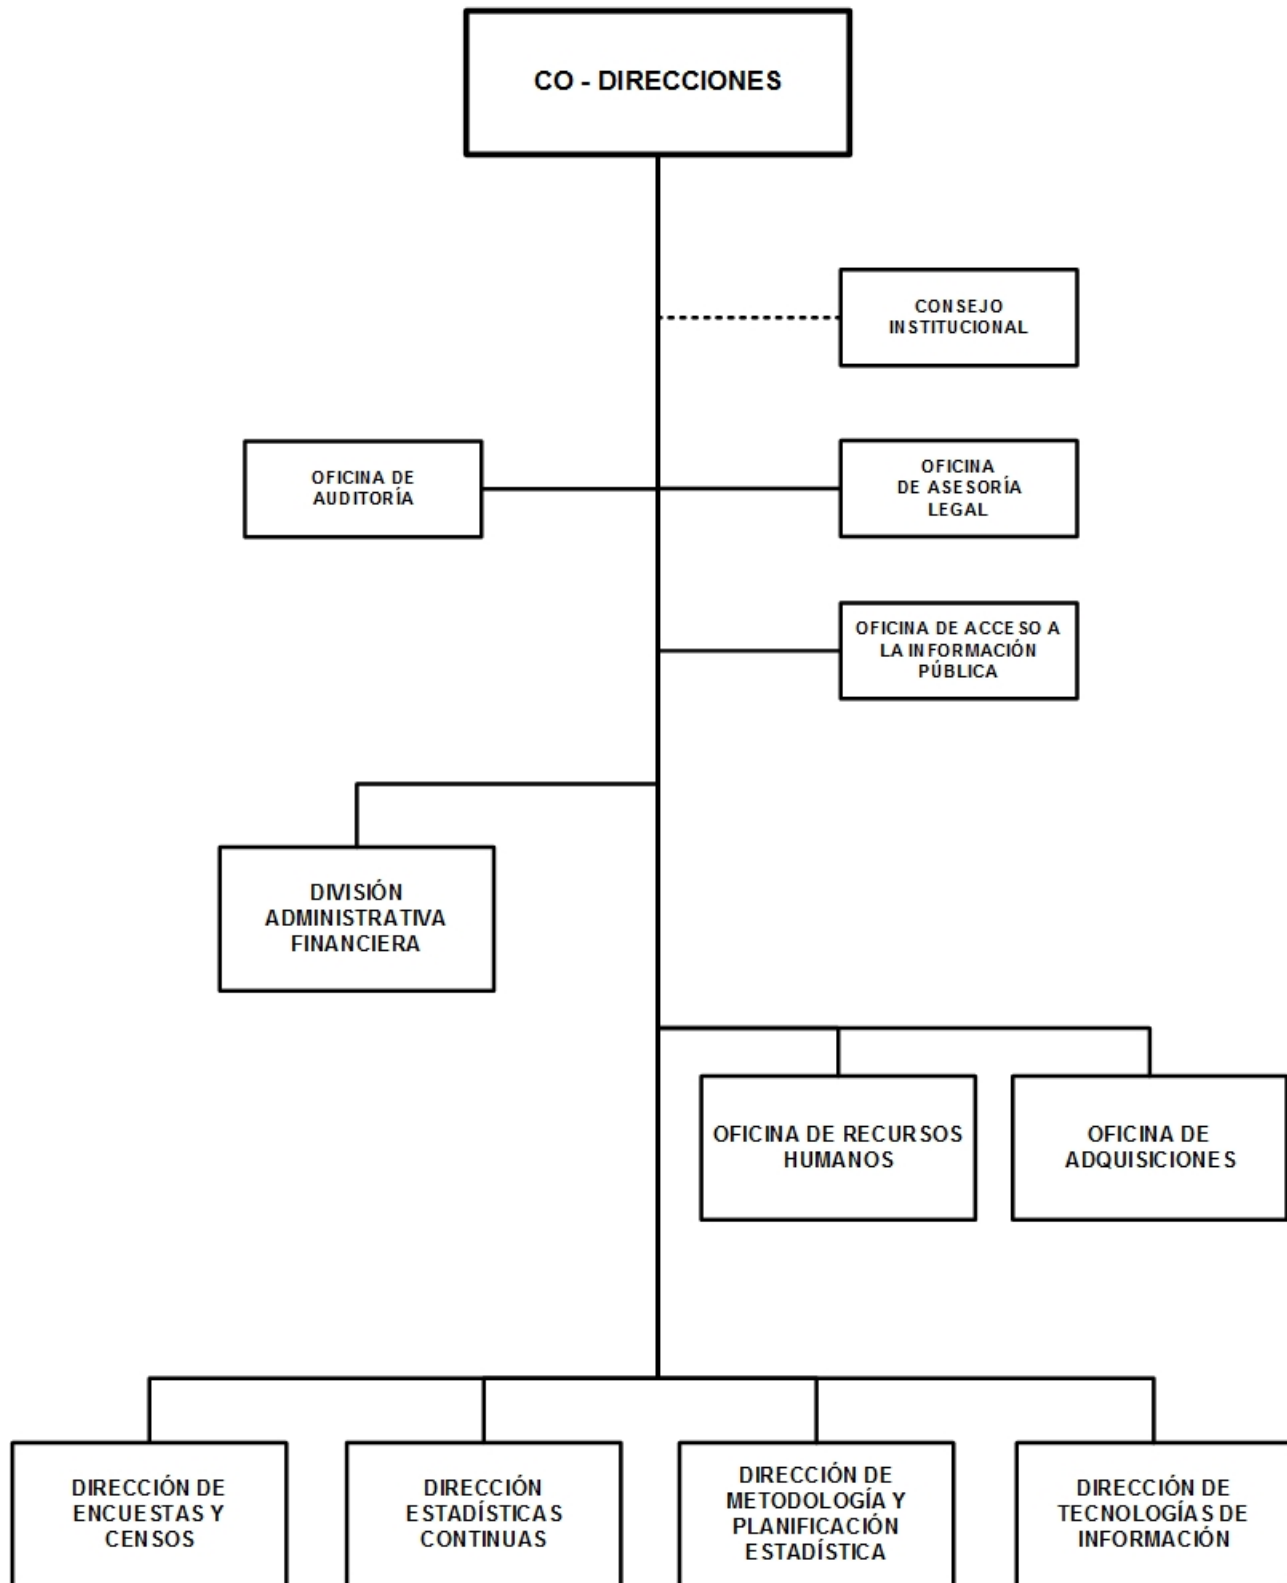 CO - DIRECCIONES
CONSEJO
INSTITUCIONAL
OFICINA DE
AUDITORÍA
OFICINA
DE ASESORÍA
LEGAL
OFICINA DE ACCESO A
LA INFORMACIÓN
PÚBLICA
DIVISIÓN
ADMINISTRATIVA
FINANCIERA
OFICINA DE RECURSOS
HUMANOS
OFICINA DE
ADQUISICIONES
DIRECCIÓN DE
ENCUESTAS Y
CENSOS
DIRECCIÓN
ESTADÍSTICAS
CONTINUAS
DIRECCIÓN DE
METODOLOGÍA Y
PLANIFICACIÓN
ESTADÍSTICA
DIRECCIÓN DE
TECNOLOGÍAS DE
INFORMACIÓN